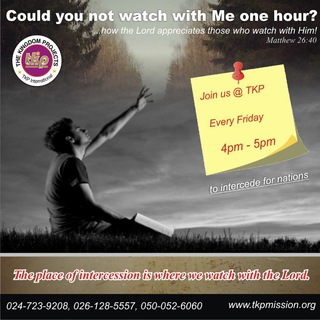 Could you not watch with Me one hour?
...how the Lord appreciates those who watch with Him!
Matthew 26:40
THE KINGDOM PROJECTS
tkp
TKP International
Join us @ TKP
Every Friday
4pm - 5pm
to intercede for nations
The place of intercession is where we watch with the Lord.
024-723-9208, 026-128-5557, 050-052-6060
www.tkpmission.org